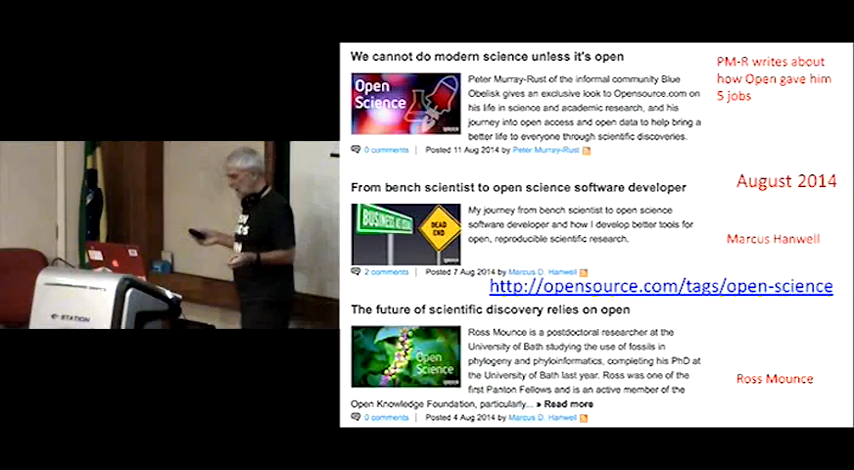 We cannot do modern science unless it's open
Open
Science
Peter Murray-Rust of the informal community Blue
Obelisk gives an exclusive look to Opensource.com on
his life in science and academic research, and his
journey into open access and open data to help bring a
better life to everyone through scientific discoveries.
0 comments | Posted 11 Aug 2014 by Peter Murray-Rust
PM-R writes about
how Open gave him
5 jobs
From bench scientist to open science software developer
August 2014
BUSINESS AS USUAL
DEAD
END
My journey from bench scientist to open science
software developer and how I develop better tools for
open, reproducible scientific research.
Marcus Hanwell
2 comments | Posted 7 Aug 2014 by Marcus D. Hanwell
http://opensource.com/tags/open-science
The future of scientific discovery relies on open
Open
Science
Ross Mounce is a postdoctoral researcher at the
University of Bath studying the use of fossils in
phylogeny and phyloinformatics, completing his PhD at
the University of Bath last year. Ross was one of the
first Panton Fellows and is an active member of the
Open Knowledge Foundation, particularly... » Read more
Ross Mounce
0 comments | Posted 4 Aug 2014 by Marcus D. Hanwell
STATION